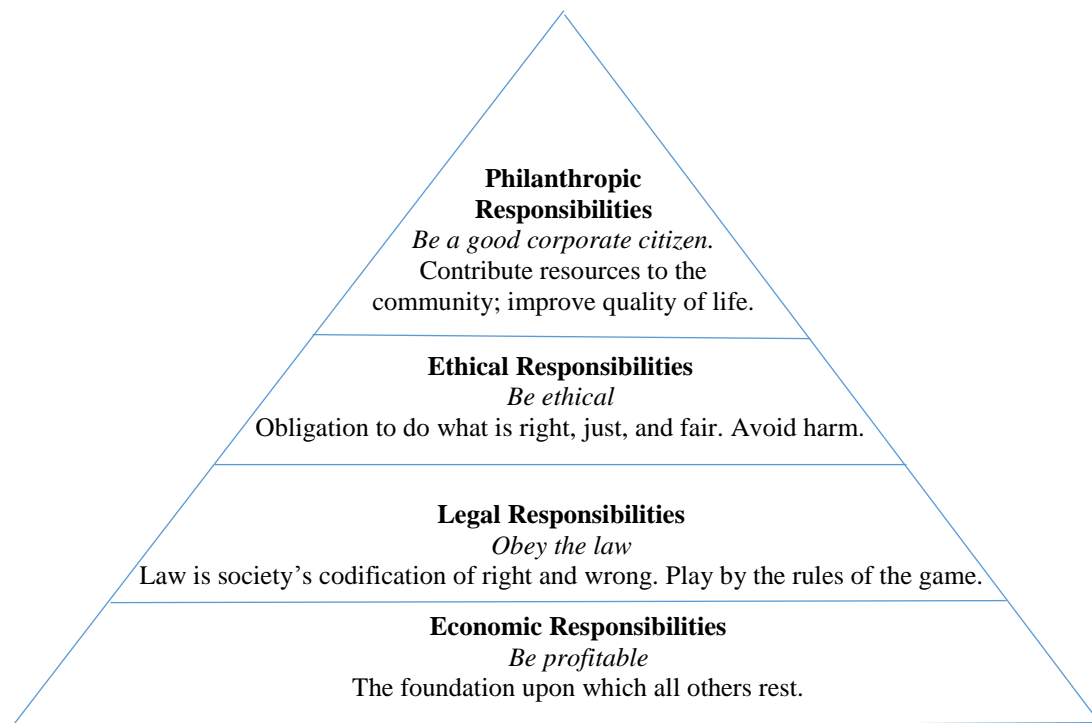 Philanthropic
Responsibilities
Be a good corporate citizen.
Contribute resources to the
community; improve quality of life.
Ethical Responsibilities
Be ethical
Obligation to do what is right, just, and fair. Avoid harm.
Legal Responsibilities
Obey the law
Law is society’s codification of right and wrong. Play by the rules of the game.
Economic Responsibilities
Be profitable
The foundation upon which all others rest.